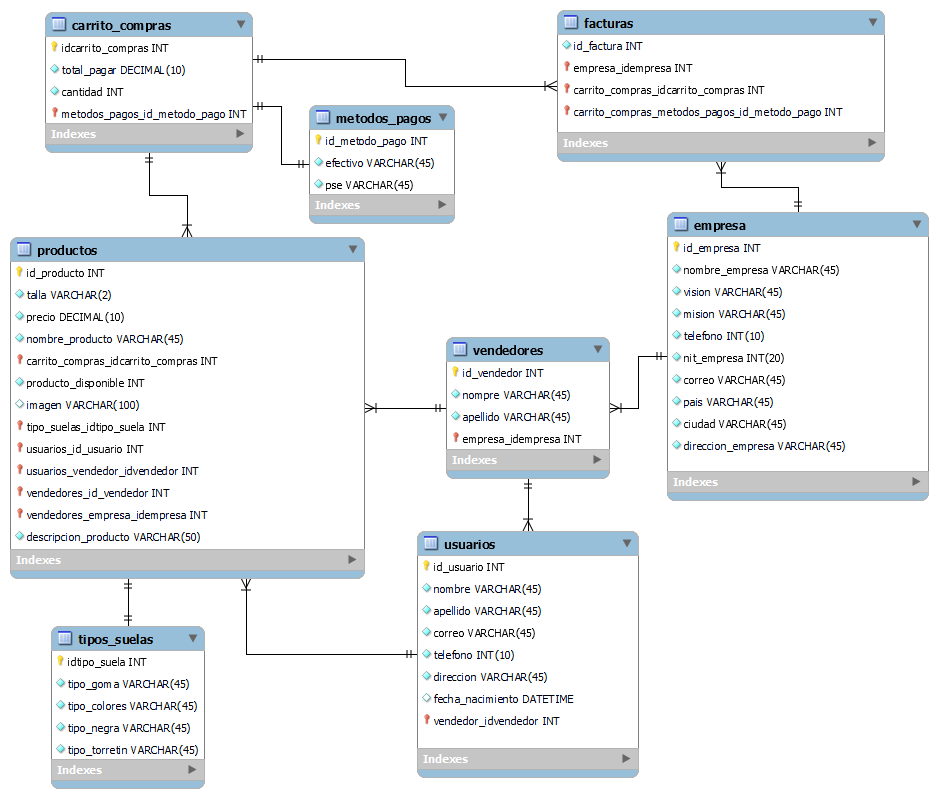 carrito_compras
idcarrito_compras INT
total_pagar DECIMAL(10)
cantidad INT
metodos_pagos_id_metodo_pago INT
Indexes
facturas
id_factura INT
empresa_idempresa INT
carrito_compras_idcarrito_compras INT
carrito_compras_metodos_pagos_id_metodo_pago INT
Indexes
metodos_pagos
id_metodo_pago INT
efectivo VARCHAR(45)
pse VARCHAR(45)
Indexes
productos
id_producto INT
talla VARCHAR(2)
precio DECIMAL(10)
nombre_producto VARCHAR(45)
carrito_compras_idcarrito_compras INT
producto_disponible INT
imagen VARCHAR(100)
tipo_suelas_idtipo_suela INT
usuarios_id_usuario INT
usuarios_vendedor_idvendedor INT
vendedores_id_vendedor INT
vendedores_empresa_idempresa INT
descripcion_producto VARCHAR(50)
Indexes
empresa
id_empresa INT
nombre_empresa VARCHAR(45)
vision VARCHAR(45)
mision VARCHAR(45)
telefono INT(10)
nit_empresa INT(20)
correo VARCHAR(45)
pais VARCHAR(45)
ciudad VARCHAR(45)
direccion_empresa VARCHAR(45)
Indexes
vendedores
id_vendedor INT
nompre VARCHAR(45)
apellido VARCHAR(45)
empresa_idempresa INT
Indexes
usuarios
id_usuario INT
nombre VARCHAR(45)
apellido VARCHAR(45)
correo VARCHAR(45)
telefono INT(10)
direccion VARCHAR(45)
fecha_nacimiento DATETIME
vendedor_idvendedor INT
Indexes
tipos_suelas
idtipo_suela INT
tipo_goma VARCHAR(45)
tipo_colores VARCHAR(45)
tipo_negra VARCHAR(45)
tipo_torretin VARCHAR(45)
Indexes